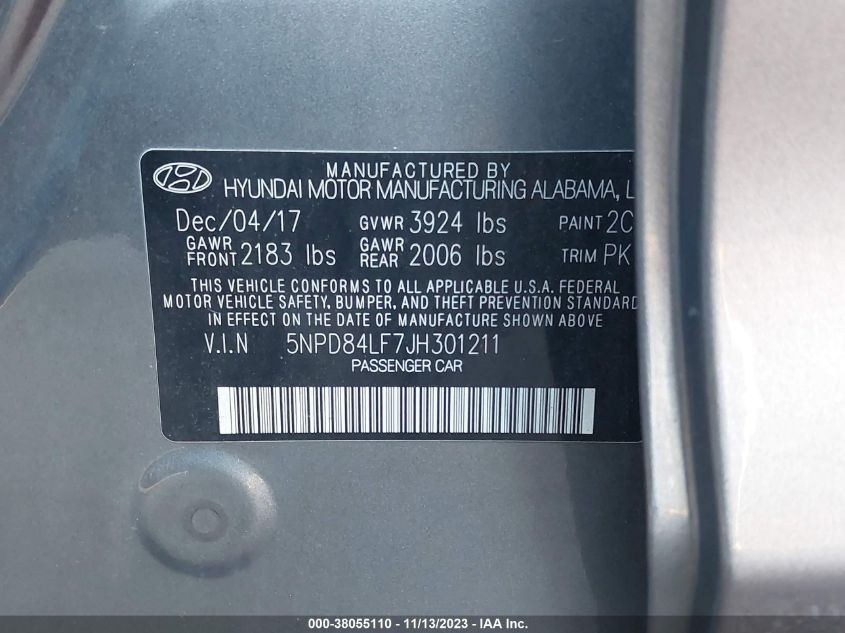 MANUFACTURED BY
HYUNDAI MOTOR MANUFACTURING ALABAMA, L
Dec/04/17 GVWR 3924 lbs PAINT 2C
GAWR FRONT 2183 lbs GAWR REAR 2006 lbs TRIM PK
THIS VEHICLE CONFORMS TO ALL APPLICABLE U.S.A. FEDERAL
MOTOR VEHICLE SAFETY, BUMPER, AND THEFT PREVENTION STANDARD
IN EFFECT ON THE DATE OF MANUFACTURE SHOWN ABOVE
V.I.N 5NPD84LF7JH301211
PASSENGER CAR
000-38055110 - 11/13/2023 - IAA Inc.